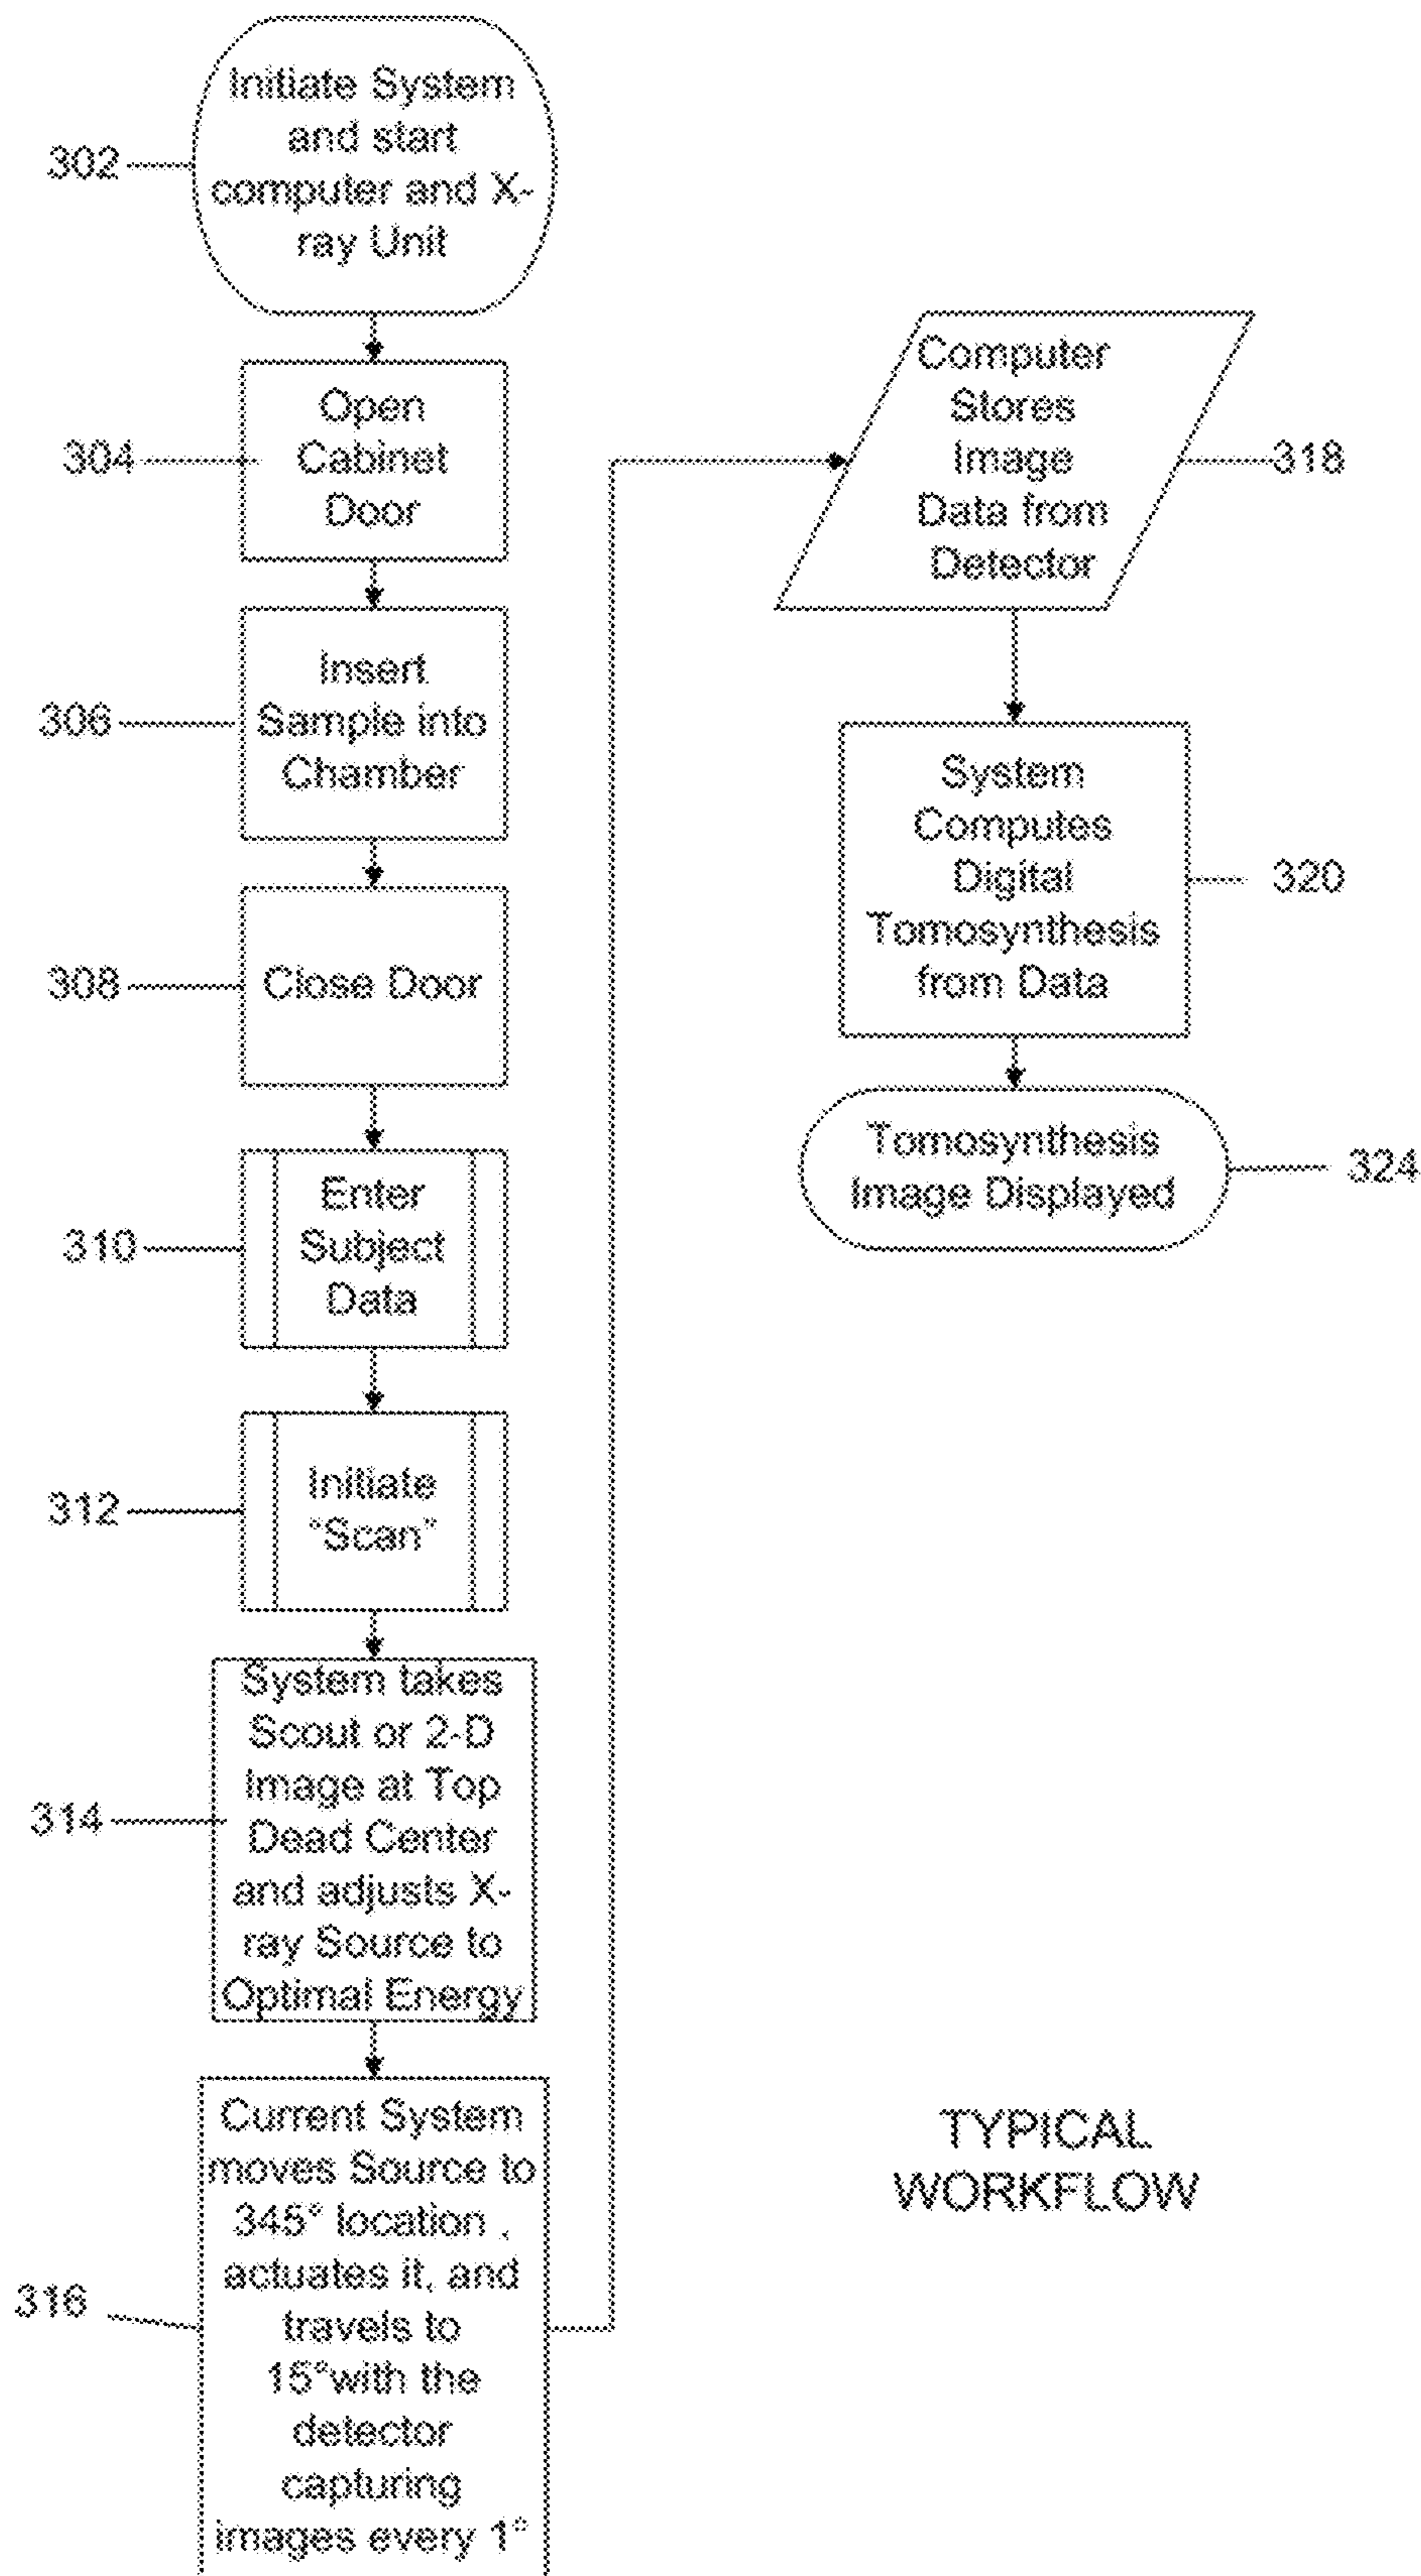 302
Initiate System
and start
computer and X-
ray Unit
304
Open
Cabinet
Door
306
Insert
Sample into
Chamber
308
Close Door
310
Enter
Subject
Data
312
Initiate
“Scan”
314
System takes
Scout or 2-D
Image at Top
Dead Center
and adjusts X-
ray Source to
Optimal Energy
316
Current System
moves Source to
345° location ,
actuates it, and
travels to
15°with the
detector
capturing
images every 1°
Computer
Stores
Image
Data from
Detector
318
System
Computes
Digital
Tomosynthesis
from Data
320
Tomosynthesis
Image Displayed
324
TYPICAL
WORKFLOW